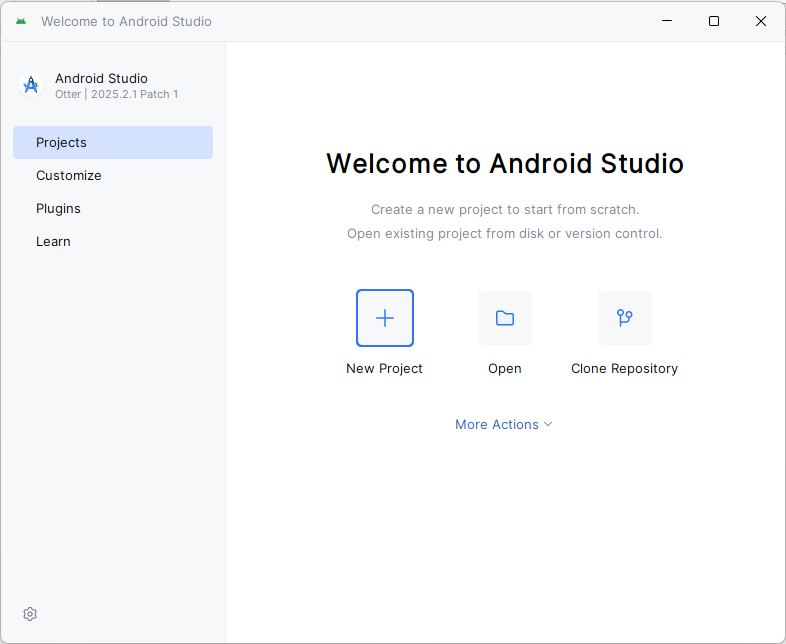 Welcome to Android Studio
Android Studio
Otter | 2025.2.1 Patch 1
Projects
Customize
Plugins
Learn
Welcome to Android Studio
Create a new project to start from scratch.
Open existing project from disk or version control.
New Project
Open
Clone Repository
More Actions